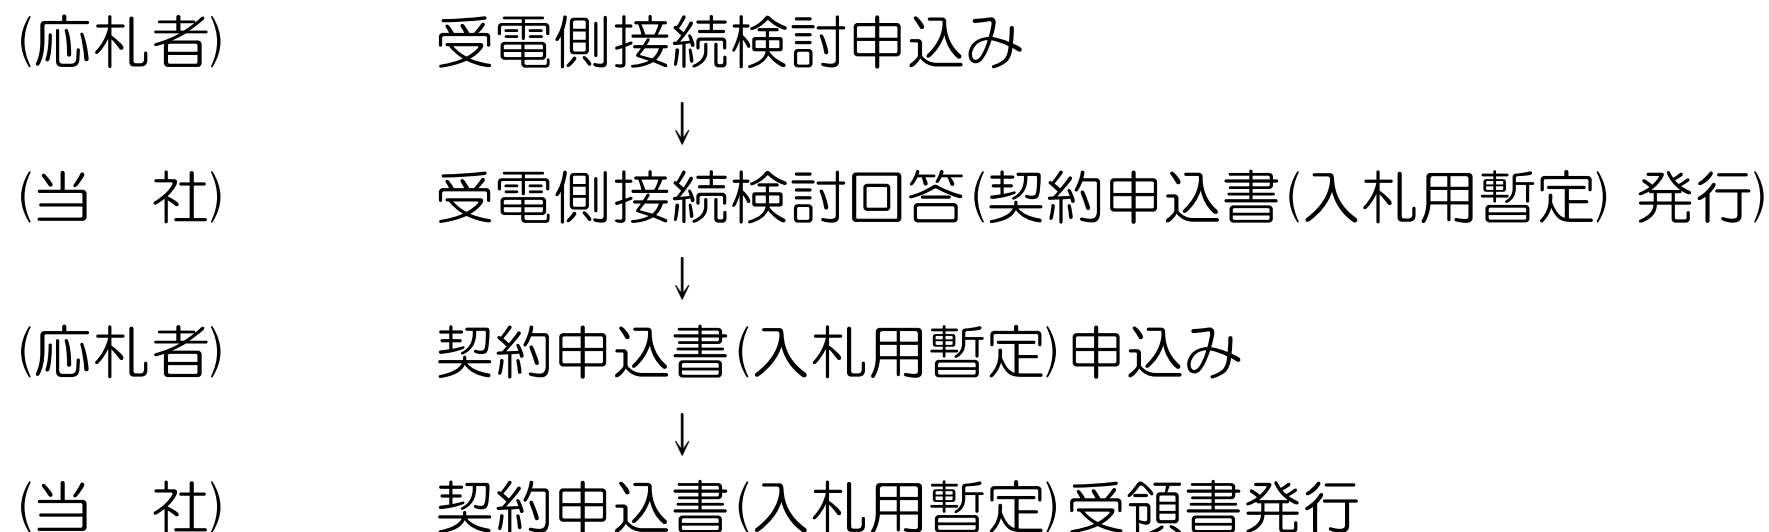 (応札者) 受電側接続検討申込み
↓
(当　社) 受電側接続検討回答(契約申込書(入札用暫定) 発行)
↓
(応札者) 契約申込書(入札用暫定)申込み
↓
(当　社) 契約申込書(入札用暫定)受領書発行